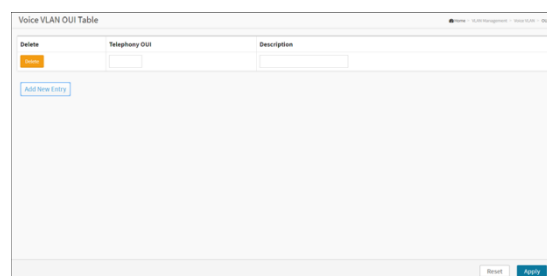 Voice VLAN OUI Table
Home / VLAN Management / Voice VLAN /
Delete Telephony OUI Description
Delete
Add New Entry
Reset Apply